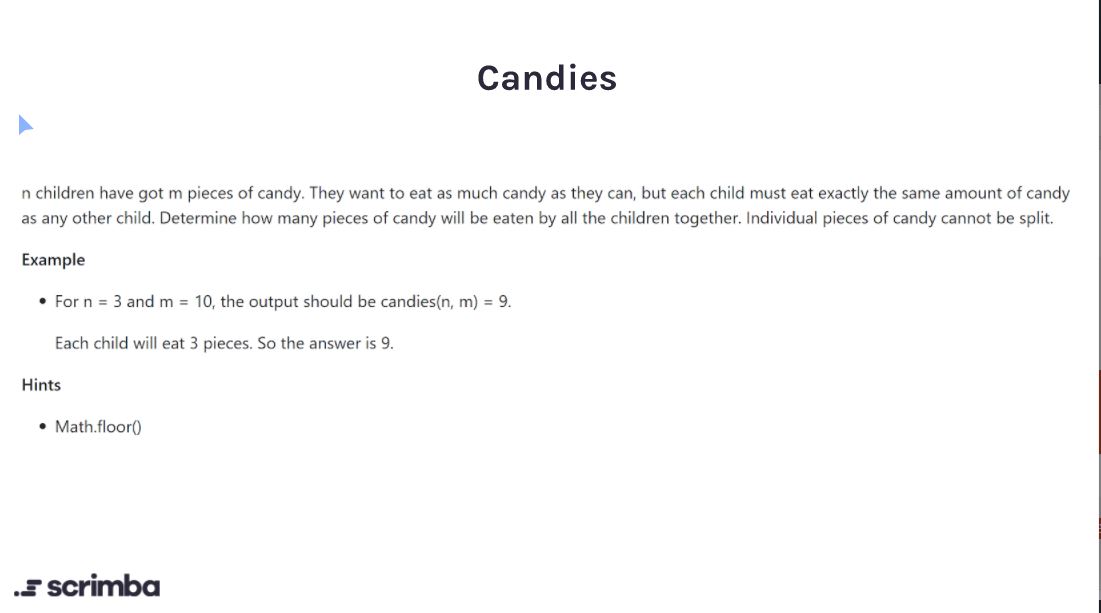 Candies
n children have got m pieces of candy. They want to eat as much candy as they can, but each child must eat exactly the same amount of candy
as any other child. Determine how many pieces of candy will be eaten by all the children together. Individual pieces of candy cannot be split.
Example
• For n = 3 and m = 10, the output should be candies(n, m) = 9.
Each child will eat 3 pieces. So the answer is 9.
Hints
• Math.floor()
scrimba